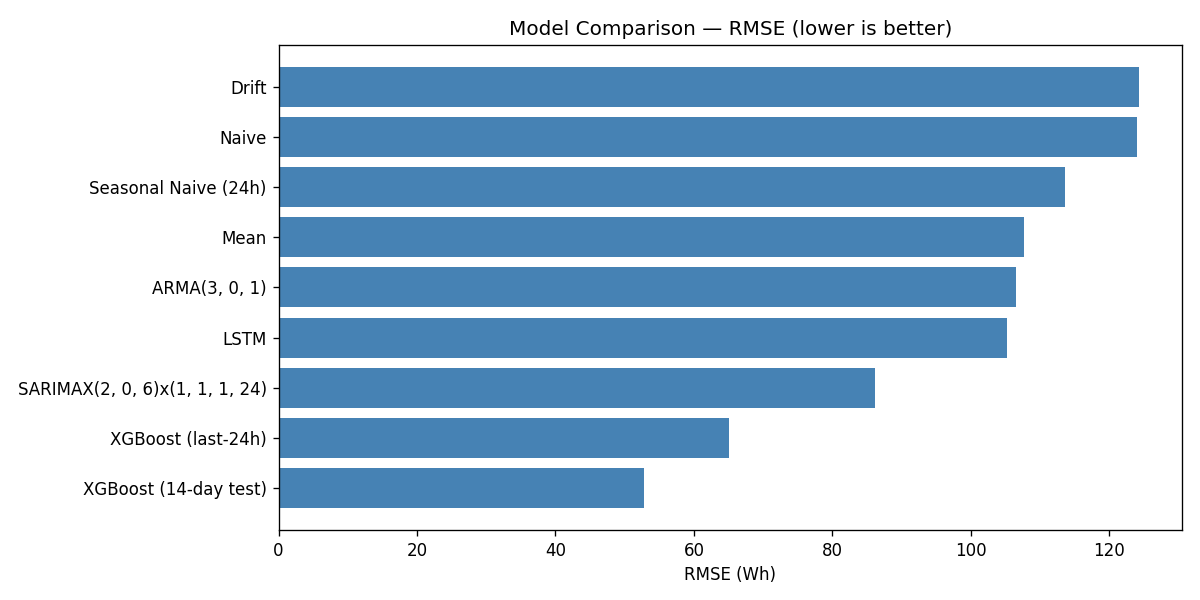 Model Comparison — RMSE (lower is better)
Drift
Naive
Seasonal Naive (24h)
Mean
ARMA(3, 0, 1)
LSTM
SARIMAX(2, 0, 6)x(1, 1, 1, 24)
XGBoost (last-24h)
XGBoost (14-day test)
0 20 40 60 80 100 120
RMSE (Wh)